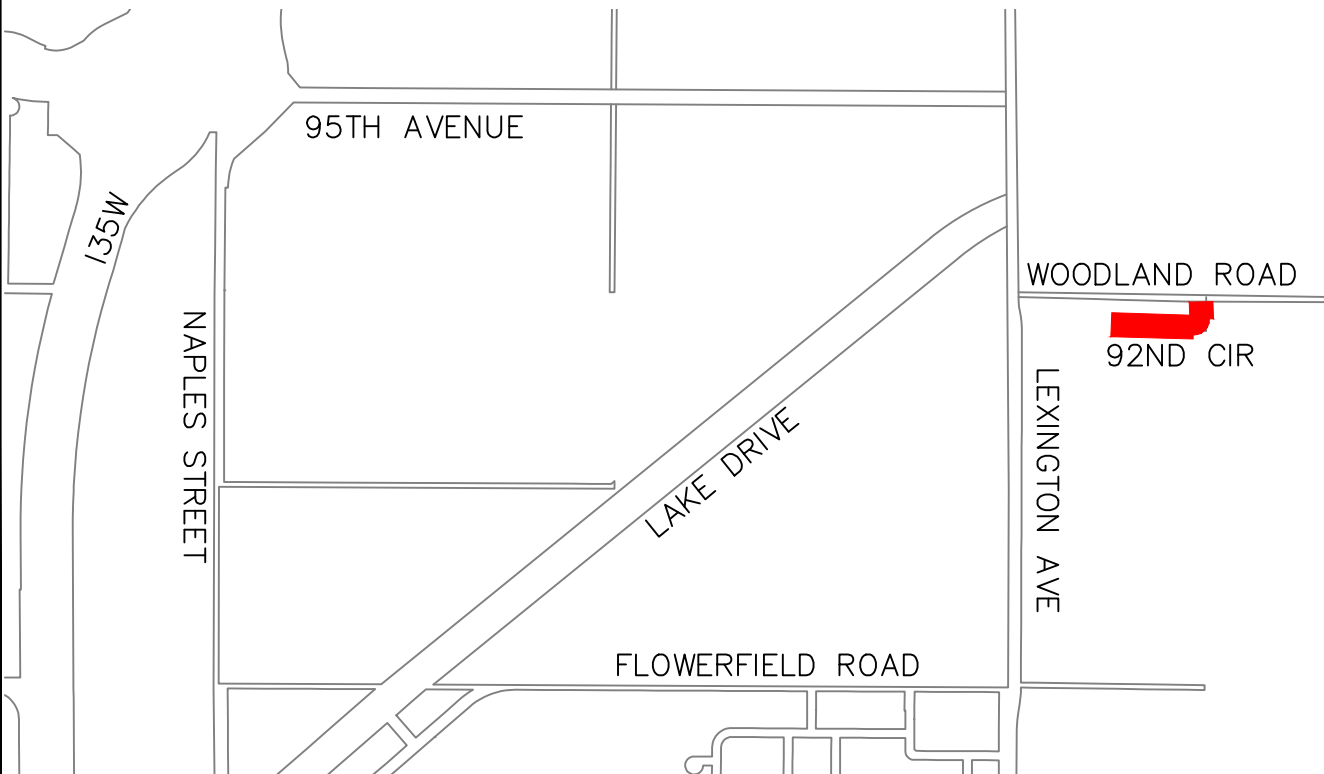 95TH AVENUE
I35W
WOODLAND ROAD
92ND CIR
NAPLES STREET
LEXINGTON AVE
LAKE DRIVE
FLOWERFIELD ROAD